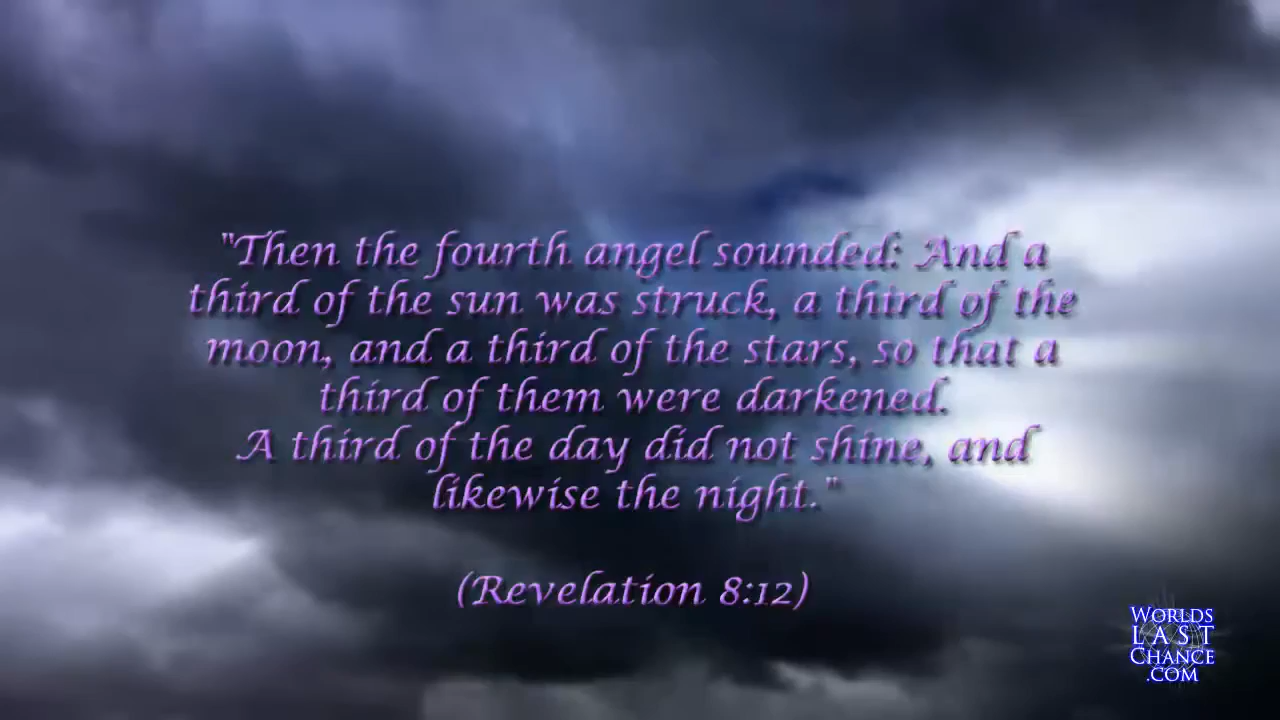 "Then the fourth angel sounded: And a
third of the sun was struck, a third of the
moon, and a third of the stars, so that a
third of them were darkened.
A third of the day did not shine, and
likewise the night."
(Revelation 8:12)
WORLDS
LAST
CHANCE
.COM